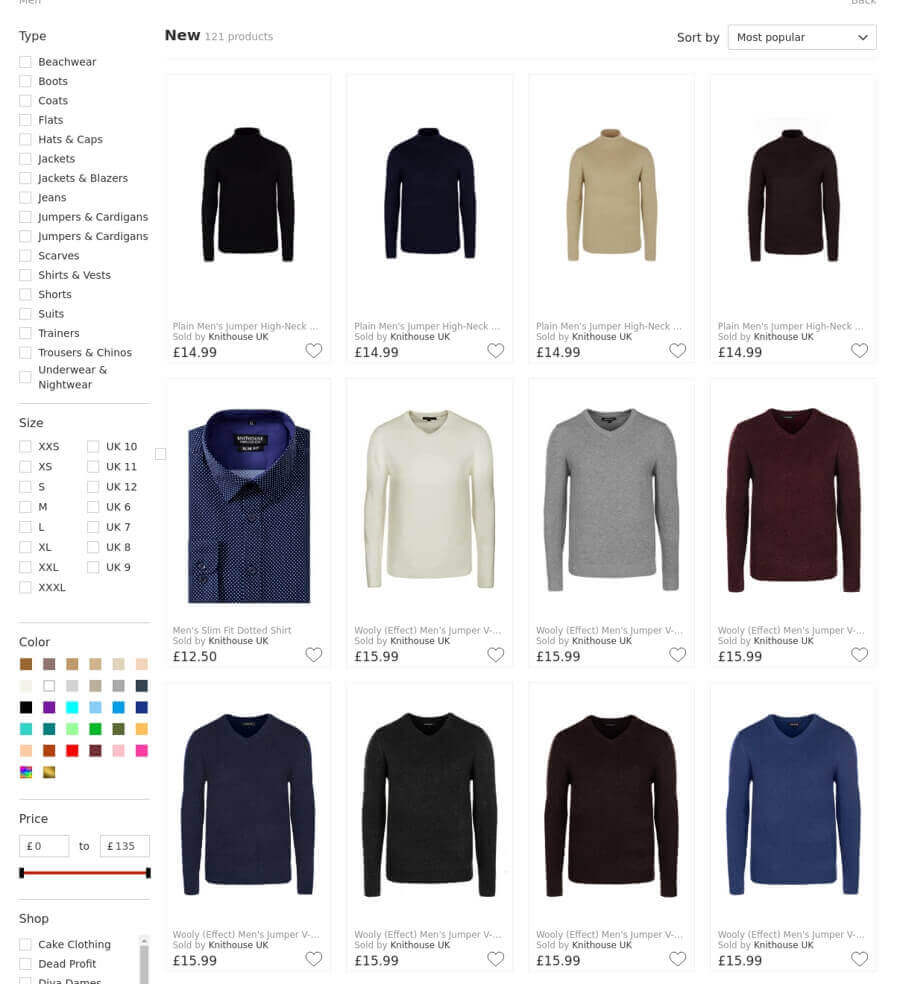 Men
Back
Type
Beachwear
Boots
Coats
Flats
Hats & Caps
Jackets
Jackets & Blazers
Jeans
Jumpers & Cardigans
Jumpers & Cardigans
Scarves
Shirts & Vests
Shorts
Suits
Trainers
Trousers & Chinos
Underwear &
Nightwear
Size
XXS UK 10
XS UK 11
S UK 12
M UK 6
L UK 7
XL UK 8
XXL UK 9
XXXL
Color
Price
£ 0 to £ 135
Shop
Cake Clothing
Dead Profit
Diva Dames
New 121 products
Sort by Most popular
Plain Men's Jumper High-Neck ...
Sold by Knithouse UK
£14.99
Plain Men's Jumper High-Neck ...
Sold by Knithouse UK
£14.99
Plain Men's Jumper High-Neck ...
Sold by Knithouse UK
£14.99
Plain Men's Jumper High-Neck ...
Sold by Knithouse UK
£14.99
KNITHOUSE
SLIM FIT
Men's Slim Fit Dotted Shirt
Sold by Knithouse UK
£12.50
Wooly (Effect) Men's Jumper V-...
Sold by Knithouse UK
£15.99
Wooly (Effect) Men's Jumper V-...
Sold by Knithouse UK
£15.99
Wooly (Effect) Men's Jumper V-...
Sold by Knithouse UK
£15.99
Wooly (Effect) Men's Jumper V-...
Sold by Knithouse UK
£15.99
Wooly (Effect) Men's Jumper V-...
Sold by Knithouse UK
£15.99
Wooly (Effect) Men's Jumper V-...
Sold by Knithouse UK
£15.99
Wooly (Effect) Men's Jumper V-...
Sold by Knithouse UK
£15.99